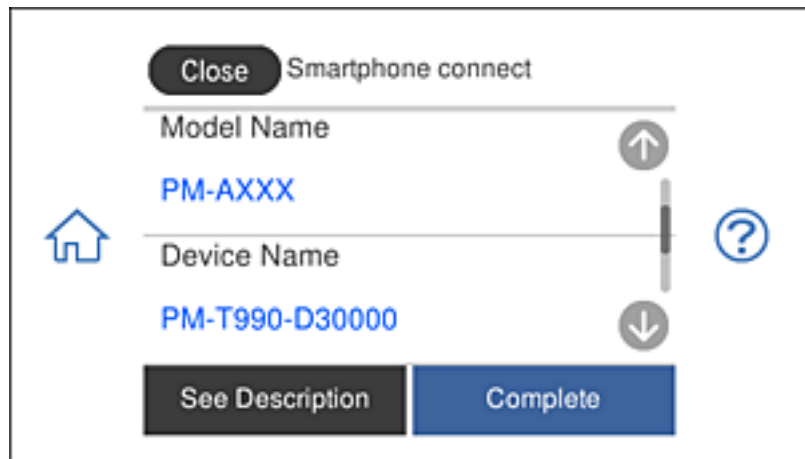 Close Smartphone connect
Model Name
PM-AXXX
Device Name
PM-T990-D30000
See Description Complete
?